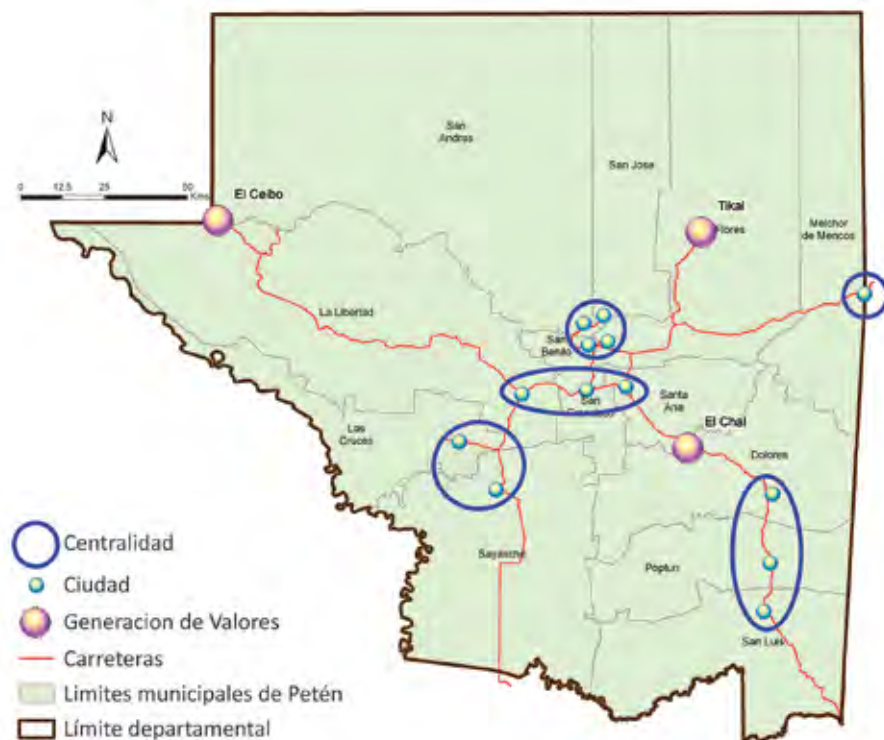 San
Andras
San Jose
N
0 12.5 25 50
Kms
El Ceibo
Tikal
Flores
Melchor
de Mencos
La Libertad
San
Benito
San
Santa
Ana
El Chal
Las
Cruces
Dolores
Sayaxche
Poptun
San Luis
Centralidad
Ciudad
Generacion de Valores
Carreteras
Limites municipales de Petén
Límite departamental